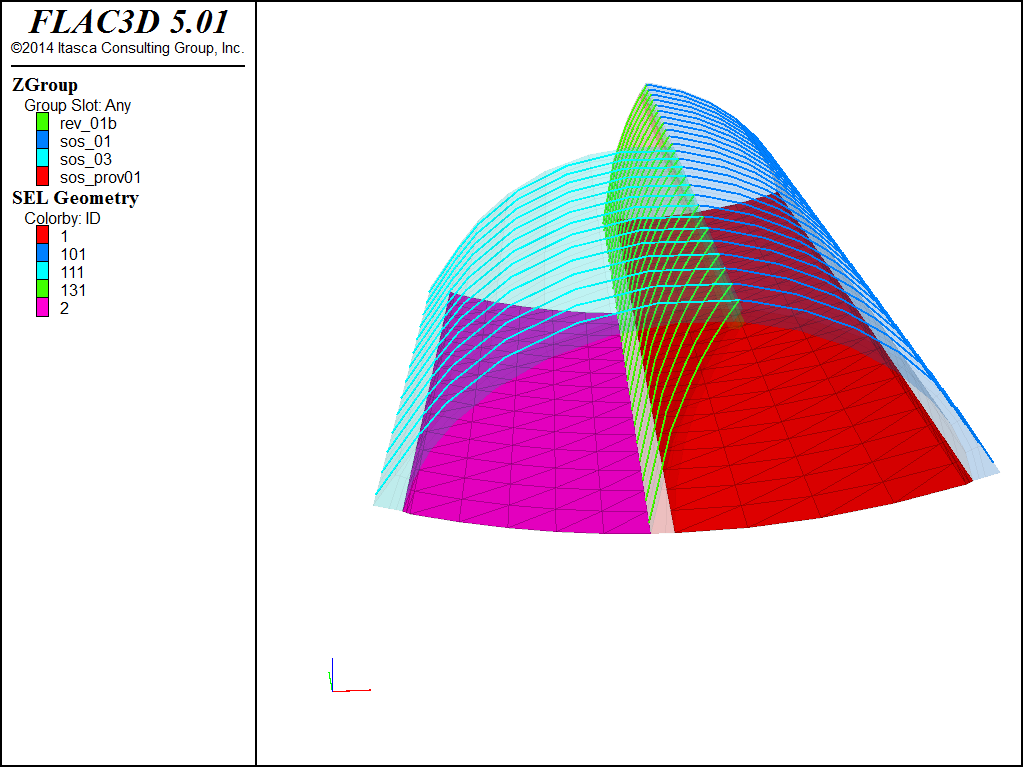 FLAC3D 5.01
©2014 Itasca Consulting Group, Inc.
ZGroup
Group Slot: Any
rev_01b
sos_01
sos_03
sos_prov01
SEL Geometry
Colorby: ID
1
101
111
131
2